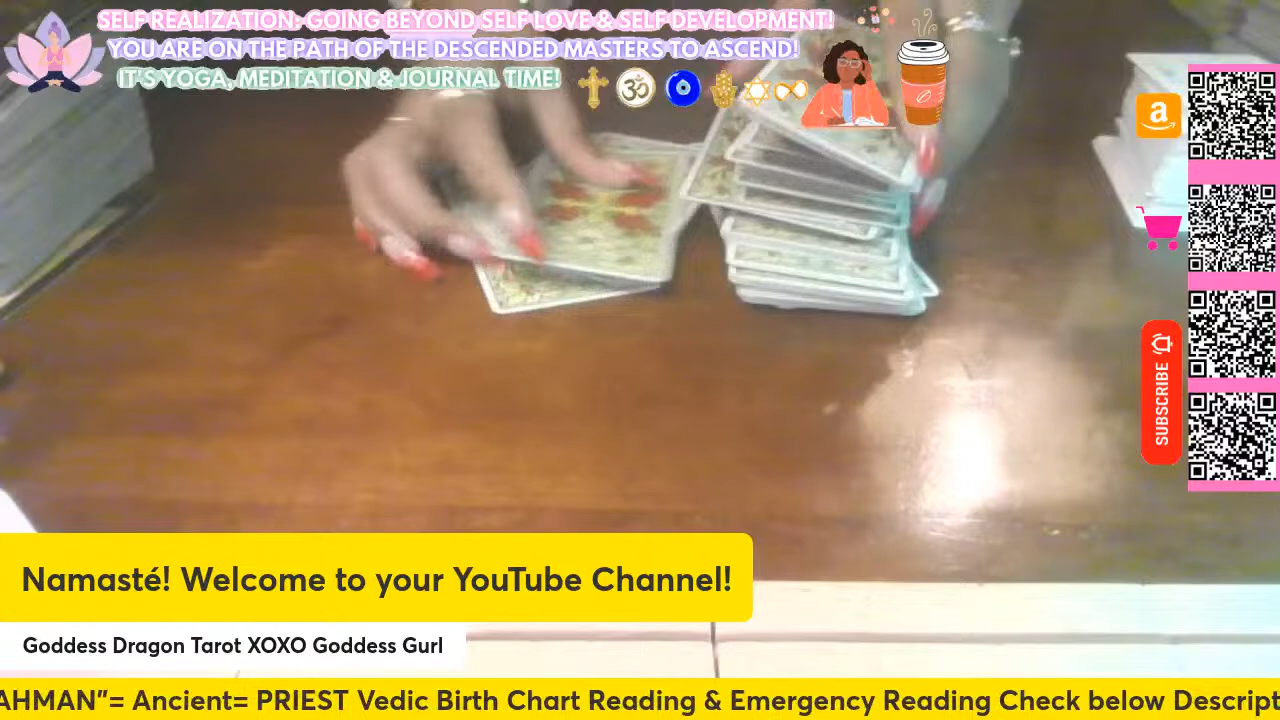 SELF REALIZATION; GOING BEYOND SELF LOVE & SELF DEVELOPMENT!
YOU ARE ON THE PATH OF THE DESCENDED MASTERS TO ASCEND!
IT'S YOGA, MEDITATION & JOURNAL TIME!
a
SUBSCRIBE
Namasté! Welcome to your YouTube Channel!
Goddess Dragon Tarot XOXO Goddess Gurl
AHMAN"= Ancient= PRIEST Vedic Birth Chart Reading & Emergency Reading Check below Descript